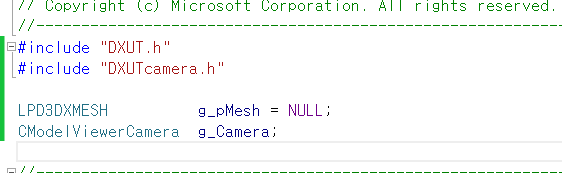 // Copyright (c) Microsoft Corporation. All rights reserved.
//-----------------------------------------------------------------
#include "DXUT.h"
#include "DXUTcamera.h"
LPD3DXMESH g_pMesh = NULL;
CModelViewerCamera g_Camera;
//-----------------------------------------------------------------